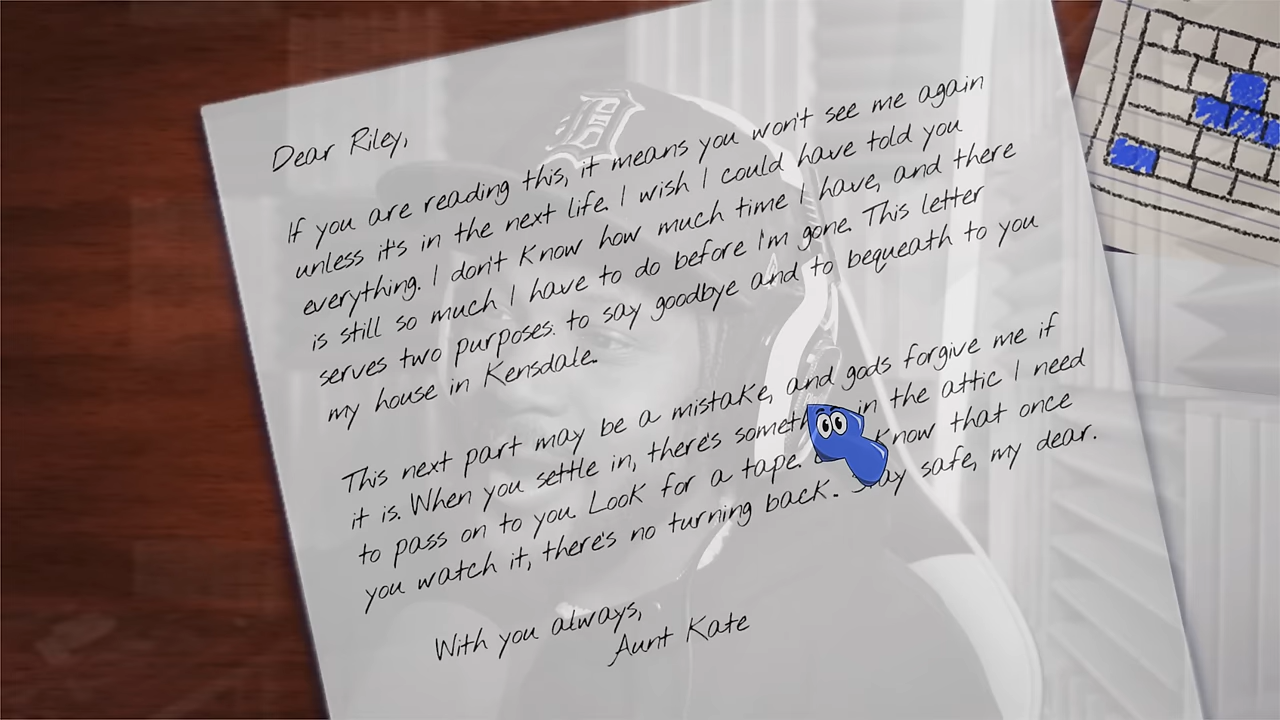 D
Dear Riley,
If you are reading this, it means you won't see me again
unless it's in the next life. I wish I could have told you
everything. I don't know how much time I have, and there
is still so much I have to do before I'm gone. This letter
serves two purposes: to say goodbye and to bequeath to you
my house in Kensdale.
This next part may be a mistake, and gods forgive me if
it is. When you settle in, there's something in the attic I need
to pass on to you. Look for a tape. know that once
you watch it, there's no turning back. Stay safe, my dear.
With you always,
Aunt Kate